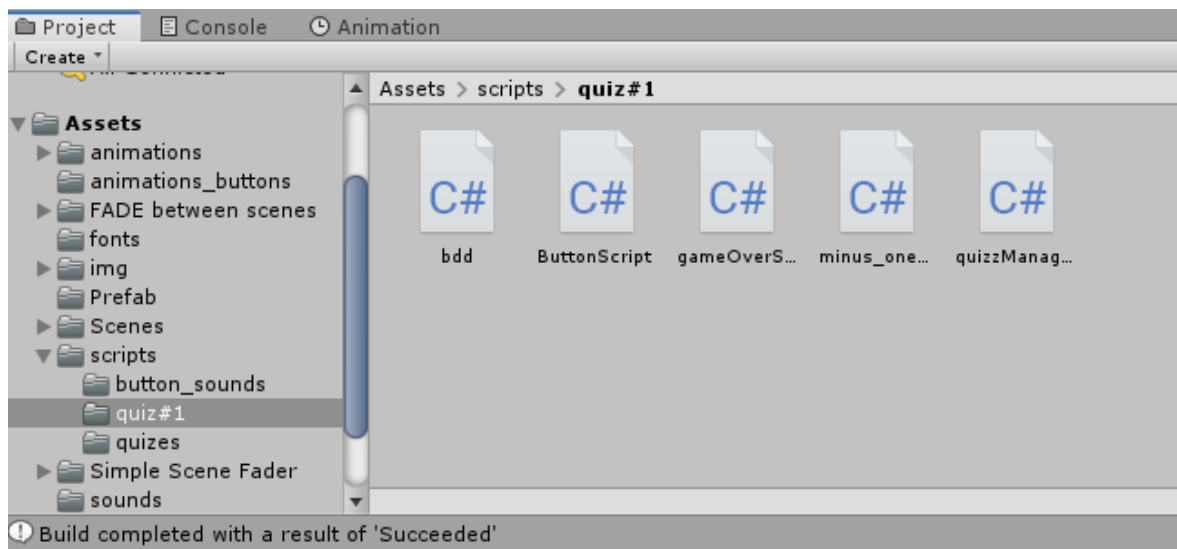 Project Console Animation
Create
Assets > scripts > quiz#1
Assets
animations
animations_buttons
FADE between scenes
fonts
img
Prefab
Scenes
scripts
button_sounds
quiz#1
quizes
Simple Scene Fader
sounds
C# C# C# C# C#
bdd ButtonScript gameOverS... minus_one... quizzManag...
Build completed with a result of 'Succeeded'